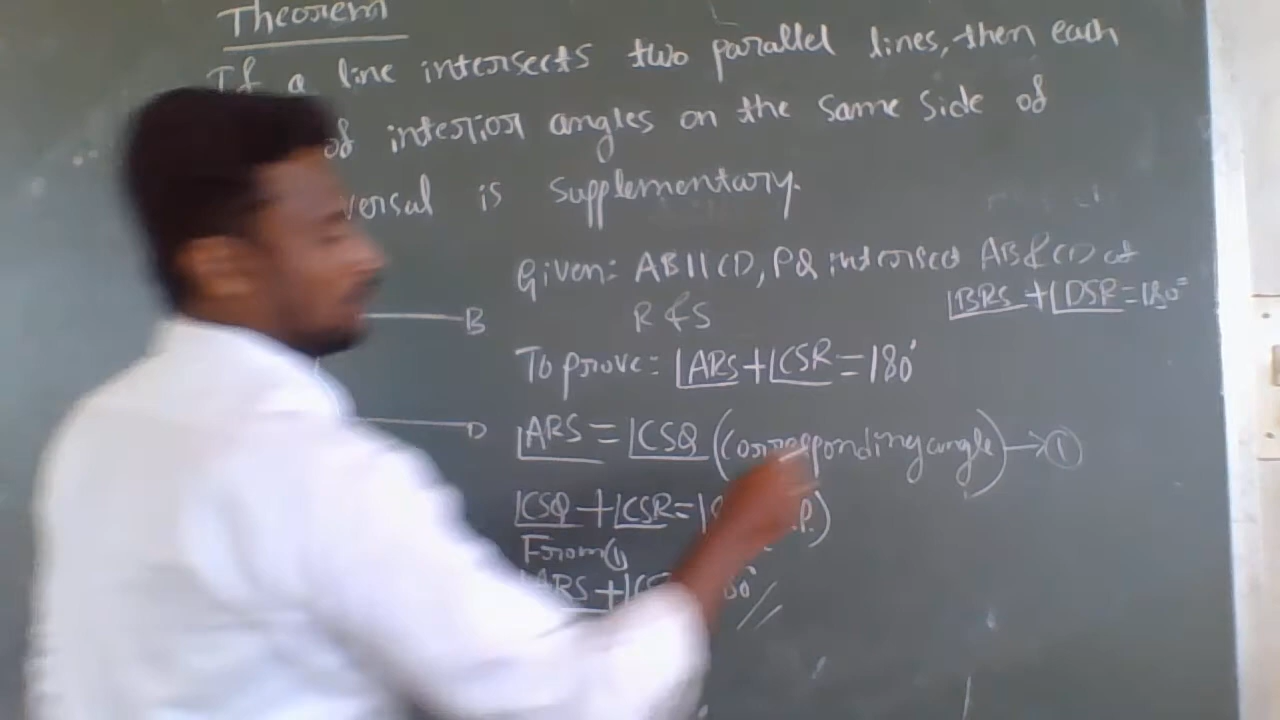 Theorem
If a line intersects two parallel lines, then each
of interior angles on the same side of
versal is supplementary.
Given: AB||CD, PQ intersect AB & CD at
R & S
∠BRS + ∠DSR = 180°
B
To prove: ∠ARS + ∠CSR = 180°
D
∠ARS = ∠CSQ (corresponding angle) → ①
∠CSQ + ∠CSR = 1 .P.)
From ①
∠ARS + ∠CS 80° //